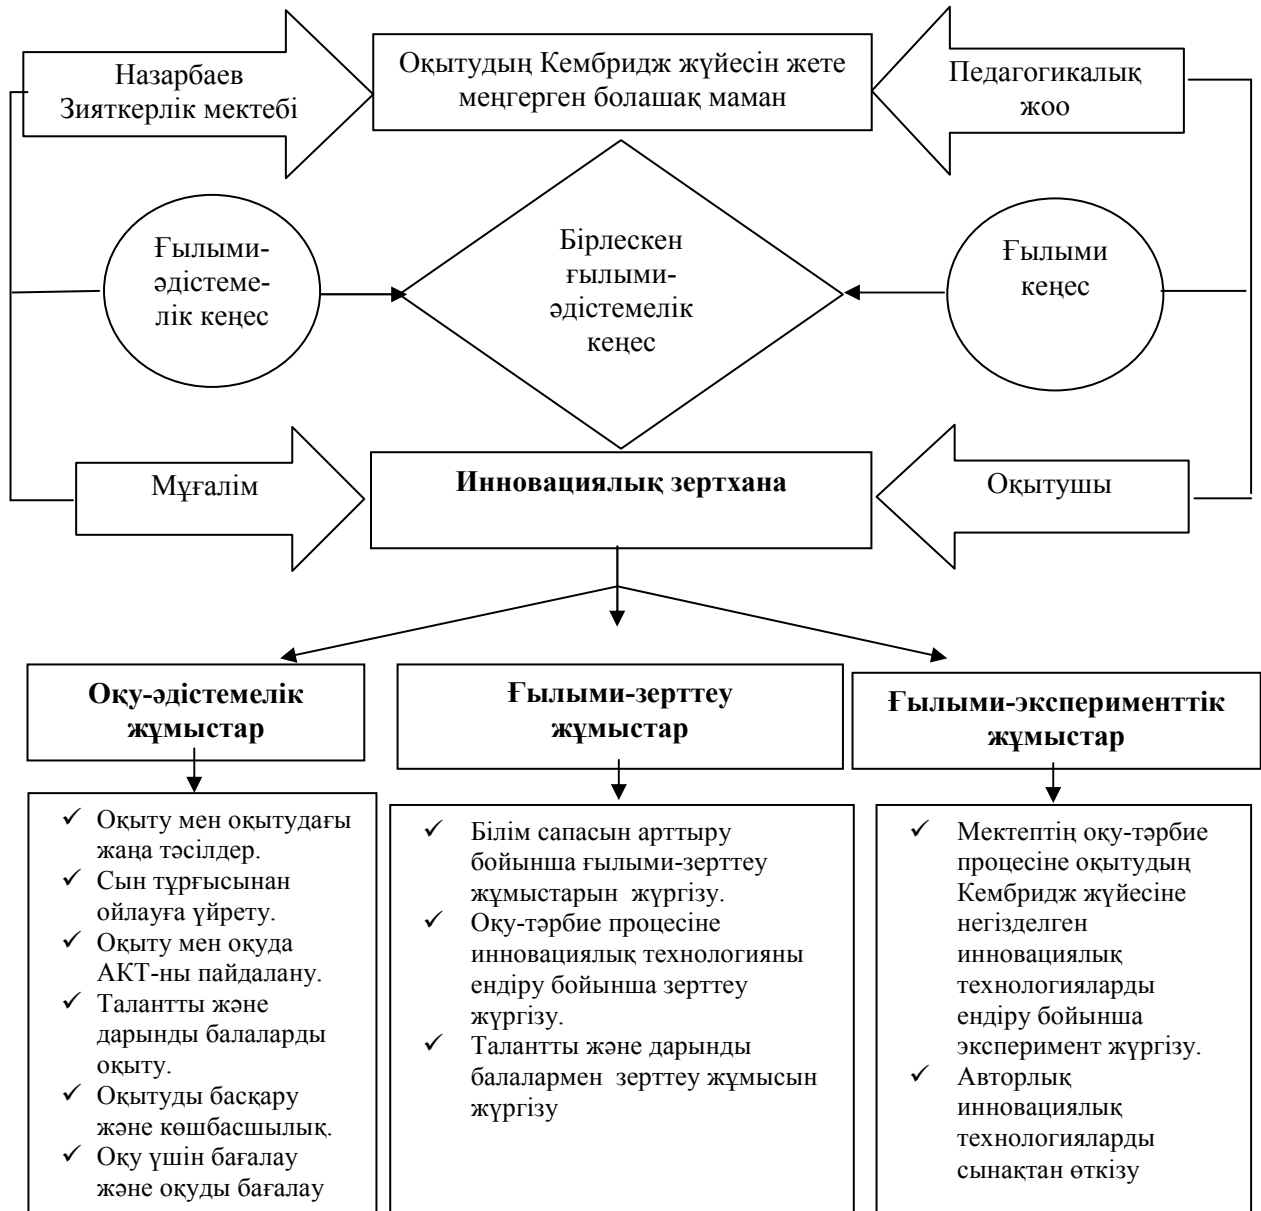 Назарбаев
Зияткерлік мектебі
Оқытудың Кембридж жүйесін жете
меңгерген болашақ маман
Педагогикалық
жоо
Ғылыми-
әдістеме-
лік кеңес
Бірлескен
ғылыми-
әдістемелік
кеңес
Ғылыми
кеңес
Мұғалім
Инновациялық зертхана
Оқытушы
Оқу-әдістемелік
жұмыстар
Ғылыми-зерттеу
жұмыстар
Ғылыми-эксперименттік
жұмыстар
✓ Оқыту мен оқытудағы
жаңа тәсілдер.
✓ Сын тұрғысынан
ойлауға үйрету.
✓ Оқыту мен оқуда
АКТ-ны пайдалану.
✓ Талантты және
дарынды балаларды
оқыту.
✓ Оқытуды басқару
және көшбасшылық.
✓ Оқу үшін бағалау
және оқуды бағалау
✓ Білім сапасын арттыру
бойынша ғылыми-зерттеу
жұмыстарын жүргізу.
✓ Оқу-тәрбие процесіне
инновациялық технологияны
ендіру бойынша зерттеу
жүргізу.
✓ Талантты және дарынды
балалармен зерттеу жұмысын
жүргізу
✓ Мектептің оқу-тәрбие
процесіне оқытудың
Кембридж жүйесіне
негізделген
инновациялық
технологияларды
ендіру бойынша
эксперимент жүргізу.
✓ Авторлық
инновациялық
технологияларды
сынақтан өткізу